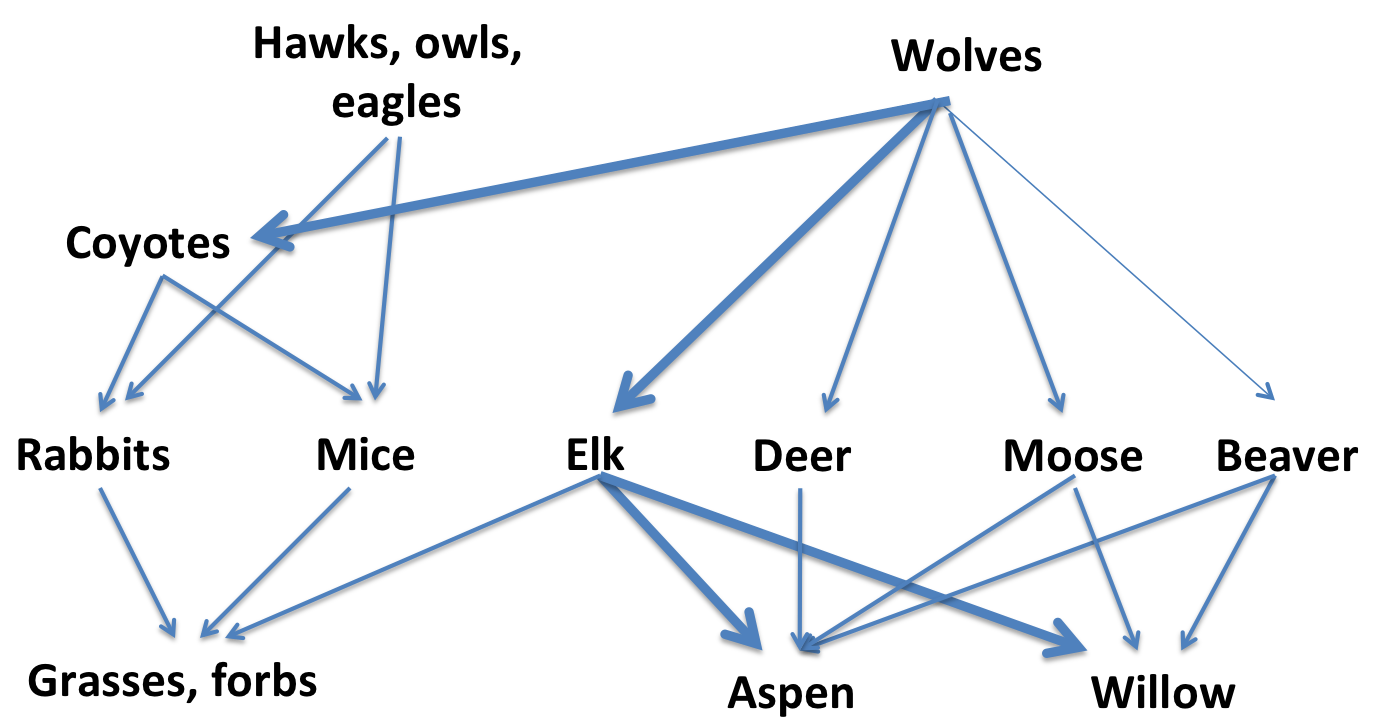 Hawks, owls,
eagles
Wolves
Coyotes
Rabbits
Mice
Elk
Deer
Moose
Beaver
Grasses, forbs
Aspen
Willow